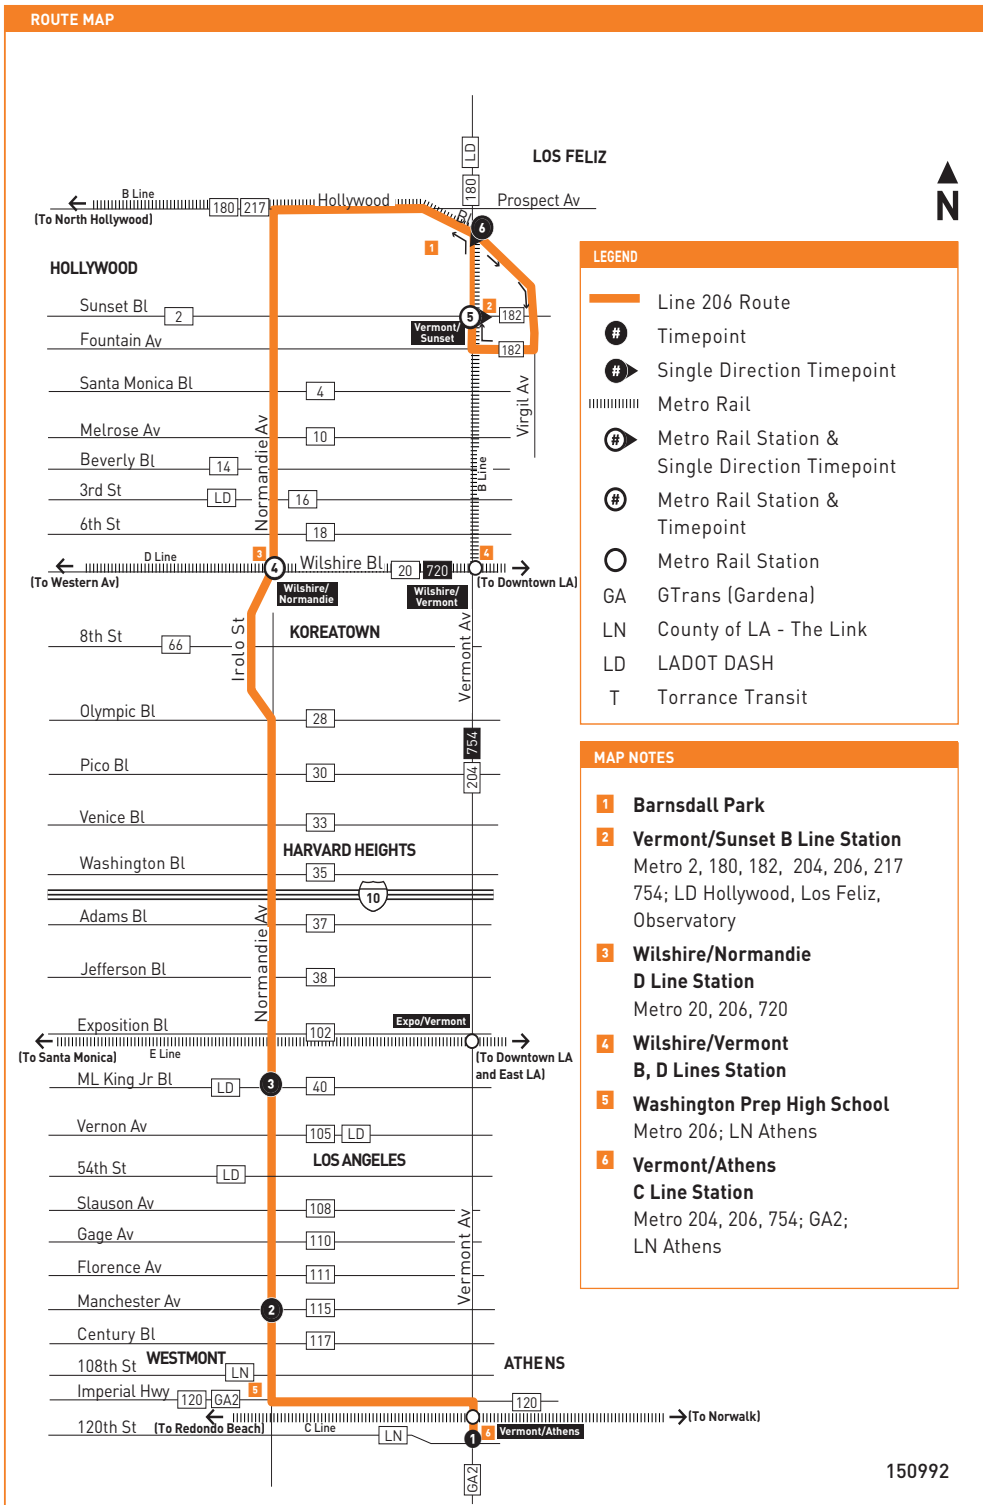 ROUTE MAP
LD
LOS FELIZ
180
B Line
180
217
Hollywood
Bl
Prospect Av
(To North Hollywood)
N
6
1
HOLLYWOOD
Sunset Bl
2
5
2
182
Vermont/
Sunset
Fountain Av
182
Santa Monica Bl
4
Virgil Av
Melrose Av
10
Normandie Av
Beverly Bl
14
B Line
3rd St
LD
16
6th St
18
3
4
D Line
4
Wilshire Bl
20
720
(To Western Av)
(To Downtown LA)
Wilshire/
Normandie
Wilshire/
Vermont
Irolo St
KOREATOWN
Vermont Av
8th St
66
Olympic Bl
28
754
204
Pico Bl
30
Venice Bl
33
HARVARD HEIGHTS
Washington Bl
35
10
Adams Bl
37
Normandie Av
Jefferson Bl
38
Exposition Bl
102
Expo/Vermont
(To Santa Monica)
E Line
(To Downtown LA
and East LA)
ML King Jr Bl
LD
3
40
Vernon Av
105
LD
LOS ANGELES
54th St
LD
Slauson Av
108
Gage Av
110
Vermont Av
Florence Av
111
Manchester Av
2
115
Century Bl
117
WESTMONT
ATHENS
108th St
LN
Imperial Hwy
120
GA2
5
120
(To Redondo Beach)
C Line
(To Norwalk)
120th St
LN
1
6
Vermont/Athens
GA2
LEGEND
Line 206 Route
#
Timepoint
#
Single Direction Timepoint
Metro Rail
#
Metro Rail Station &
Single Direction Timepoint
#
Metro Rail Station &
Timepoint
Metro Rail Station
GA GTrans (Gardena)
LN County of LA - The Link
LD LADOT DASH
T Torrance Transit
MAP NOTES
1 Barnsdall Park
2 Vermont/Sunset B Line Station
Metro 2, 180, 182, 204, 206, 217
754; LD Hollywood, Los Feliz,
Observatory
3 Wilshire/Normandie
D Line Station
Metro 20, 206, 720
4 Wilshire/Vermont
B, D Lines Station
5 Washington Prep High School
Metro 206; LN Athens
6 Vermont/Athens
C Line Station
Metro 204, 206, 754; GA2;
LN Athens
150992